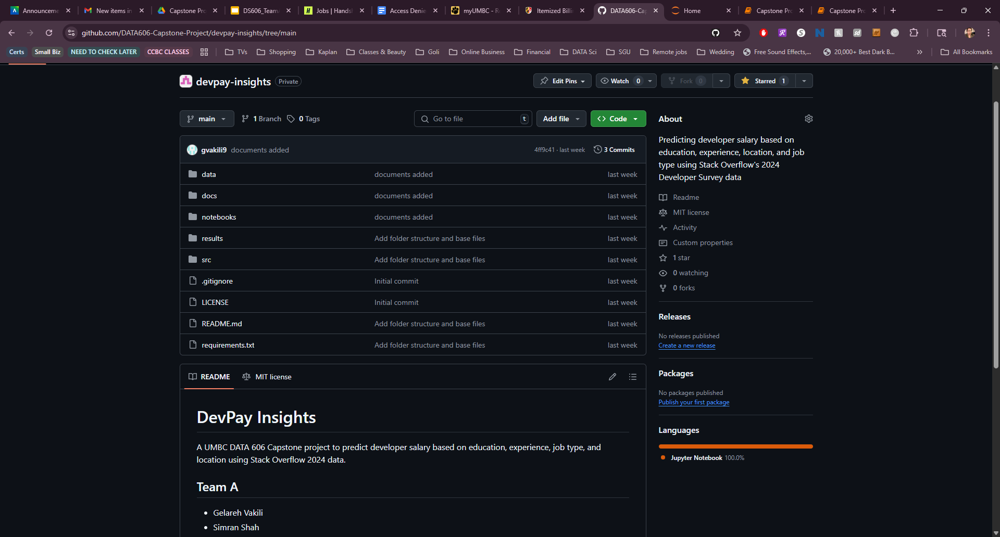 Announceme
New items in
Capstone Pro
DS606_Team
Jobs | Hands
Access Denie
myUMBC - R
Itemized Billi
DATA606-Cap
Home
Capstone Pr
Capstone Pr
github.com/DATA606-Capstone-Project/devpay-insights/tree/main
Certs
Small Biz
NEED TO CHECK LATER
CCBC CLASSES
TVs
Shopping
Kaplan
Classes & Beauty
Goli
Online Business
Financial
DATA Sci
SGU
Remote jobs
Wedding
Free Sound Effects,...
20,000+ Best Dark B...
All Bookmarks
devpay-insights Private
Edit Pins
Watch 0
Fork 0
Starred 1
main
1 Branch
0 Tags
Go to file t
Add file
Code
gvakili9 documents added 4ff9c41 · last week 3 Commits
data documents added last week
docs documents added last week
notebooks documents added last week
results Add folder structure and base files last week
src Add folder structure and base files last week
.gitignore Initial commit last week
LICENSE Initial commit last week
README.md Add folder structure and base files last week
requirements.txt Add folder structure and base files last week
README MIT license
DevPay Insights
A UMBC DATA 606 Capstone project to predict developer salary based on education, experience, job type, and
location using Stack Overflow 2024 data.
Team A
• Gelareh Vakili
• Simran Shah
About
Predicting developer salary based on
education, experience, location, and job
type using Stack Overflow's 2024
Developer Survey data
Readme
MIT license
Activity
Custom properties
1 star
0 watching
0 forks
Releases
No releases published
Create a new release
Packages
No packages published
Publish your first package
Languages
Jupyter Notebook 100.0%